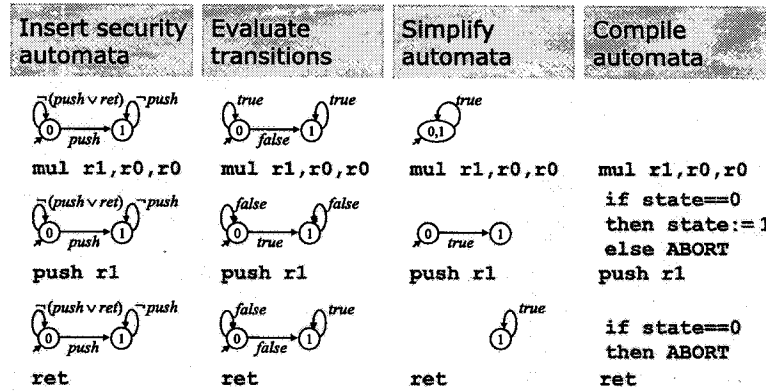 Insert security automata
Evaluate transitions
Simplify automata
Compile automata
¬(push ∨ ret) ¬push true true true
0 1 0 1 0,1
push false
mul r1,r0,r0 mul r1,r0,r0 mul r1,r0,r0 mul r1,r0,r0
¬(push ∨ ret) ¬push false false
0 1 0 1 0 1
push true true
if state==0
then state:=1
else ABORT
push r1 push r1 push r1 push r1
¬(push ∨ ret) ¬push false true true
0 1 0 1 1
push false
if state==0
then ABORT
ret ret ret ret